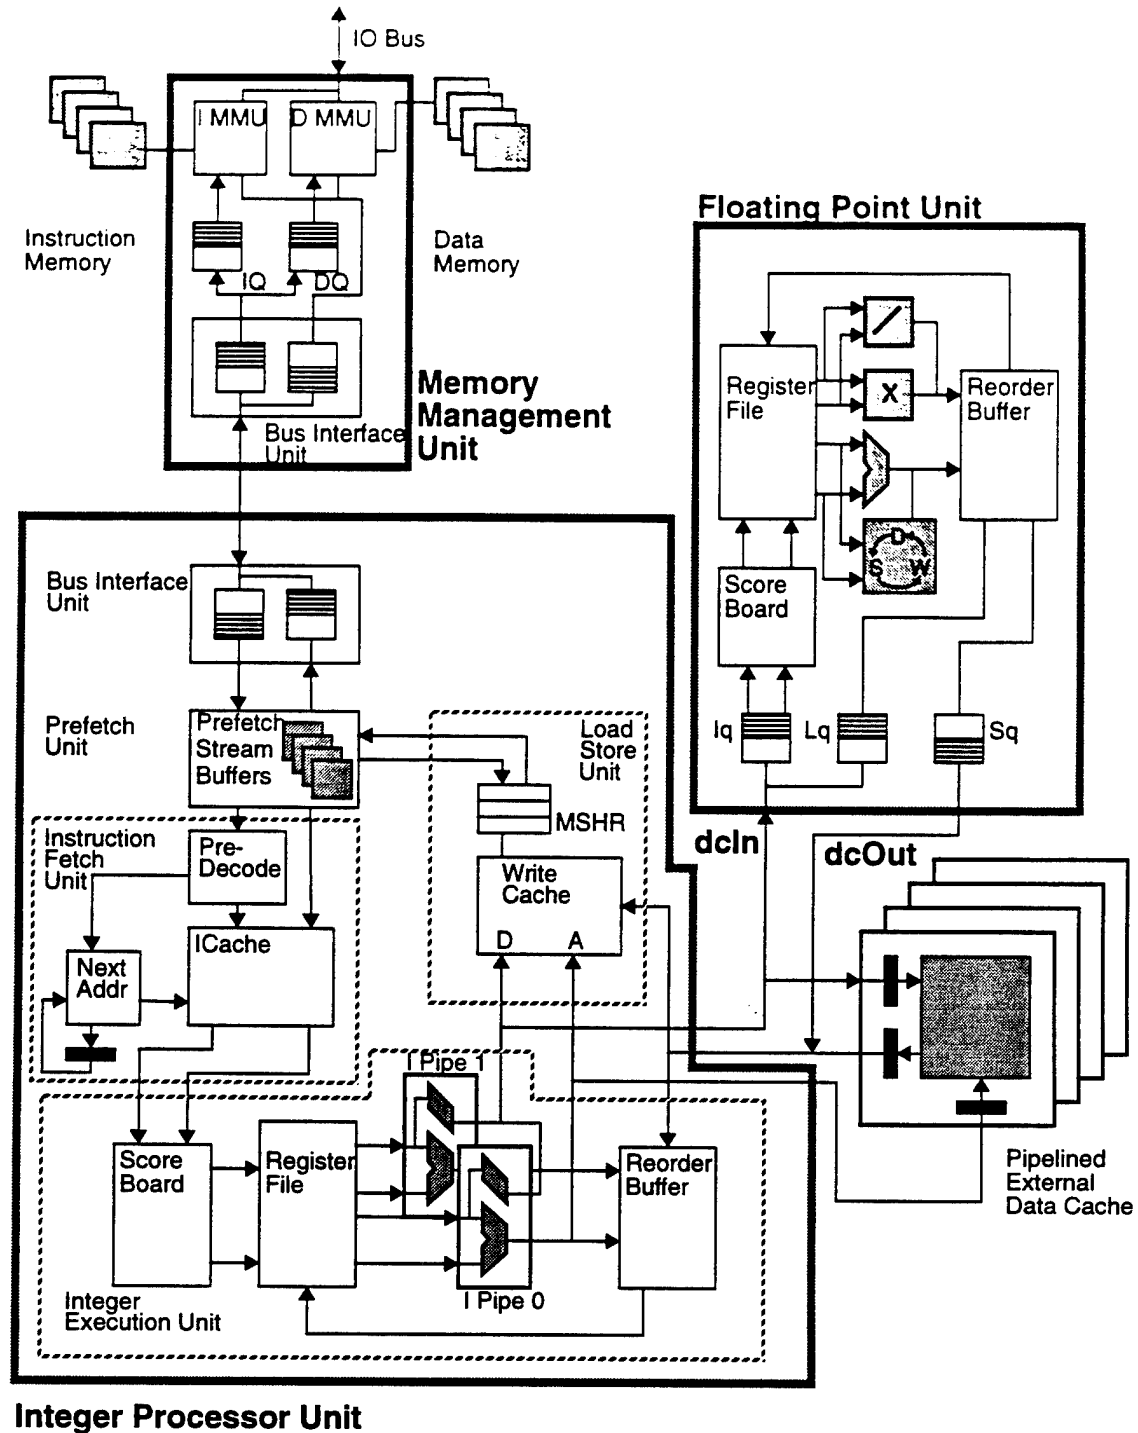 IO Bus
I MMU
D MMU
Instruction
Memory
Data
Memory
IQ
DQ
Bus Interface
Unit
Memory
Management
Unit
Floating Point Unit
Register
File
X
Reorder
Buffer
D
S
W
Score
Board
Iq
Lq
Sq
Bus Interface
Unit
Prefetch
Unit
Prefetch
Stream
Buffers
Load
Store
Unit
MSHR
Write
Cache
D
A
dcIn
dcOut
Instruction
Fetch
Unit
Pre-
Decode
ICache
Next
Addr
I Pipe 1
Score
Board
Register
File
Reorder
Buffer
I Pipe 0
Integer
Execution Unit
Pipelined
External
Data Cache
Integer Processor Unit